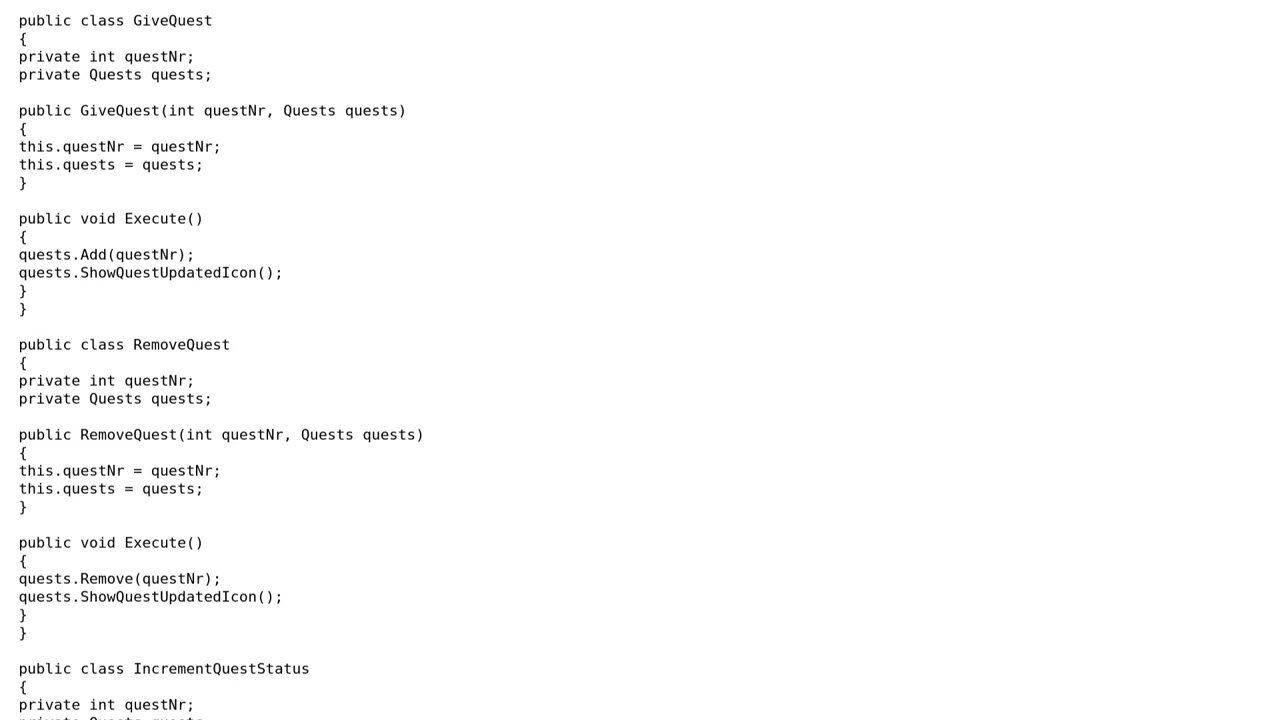 public class GiveQuest
{
private int questNr;
private Quests quests;

public GiveQuest(int questNr, Quests quests)
{
this.questNr = questNr;
this.quests = quests;
}

public void Execute()
{
quests.Add(questNr);
quests.ShowQuestUpdatedIcon();
}
}

public class RemoveQuest
{
private int questNr;
private Quests quests;

public RemoveQuest(int questNr, Quests quests)
{
this.questNr = questNr;
this.quests = quests;
}

public void Execute()
{
quests.Remove(questNr);
quests.ShowQuestUpdatedIcon();
}
}

public class IncrementQuestStatus
{
private int questNr;